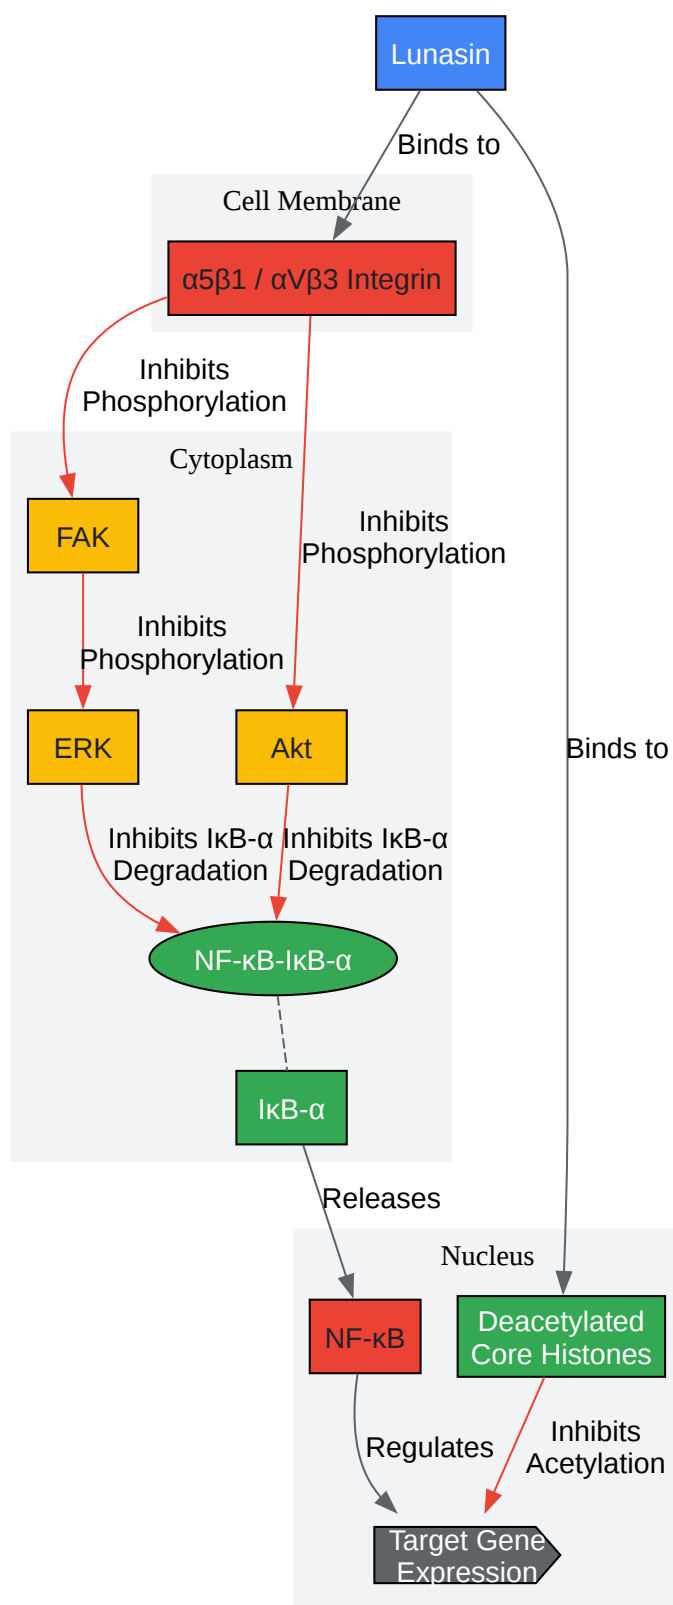 Lunasin
Binds to
Cell Membrane
α5β1 / αVβ3 Integrin
Inhibits
Phosphorylation
Cytoplasm
FAK
Inhibits
Phosphorylation
Inhibits
Phosphorylation
ERK
Akt
Binds to
Inhibits IκB-α
Degradation
Inhibits IκB-α
Degradation
NF-κB-IκB-α
IκB-α
Releases
Nucleus
NF-κB
Deacetylated
Core Histones
Regulates
Inhibits
Acetylation
Target Gene
Expression